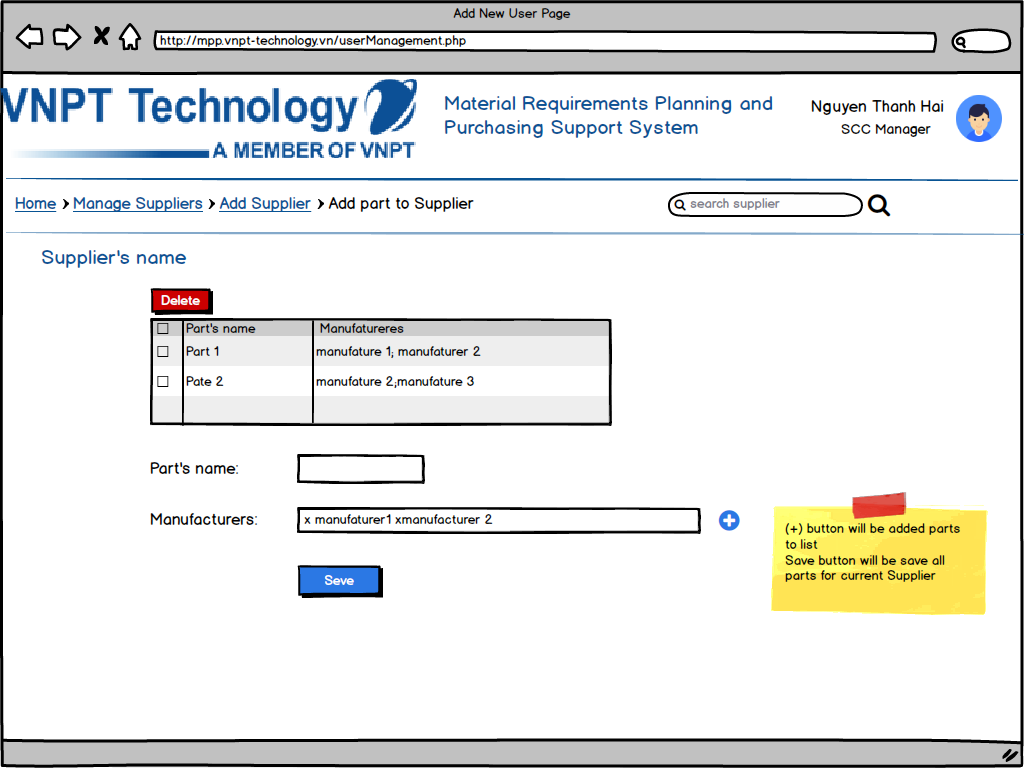 Add New User Page
http://mpp.vnpt-technology.vn/userManagement.php
VNPT Technology
A MEMBER OF VNPT
Material Requirements Planning and
Purchasing Support System
Nguyen Thanh Hai
SCC Manager
Home > Manage Suppliers > Add Supplier > Add part to Supplier
search supplier
Supplier's name
Delete
Part's name Manufatureres
Part 1 manufature 1; manufaturer 2
Pate 2 manufature 2;manufature 3
Part's name:
Manufacturers: x manufaturer1 xmanufacturer 2
(+) button will be added parts
to list
Save button will be save all
parts for current Supplier
Seve